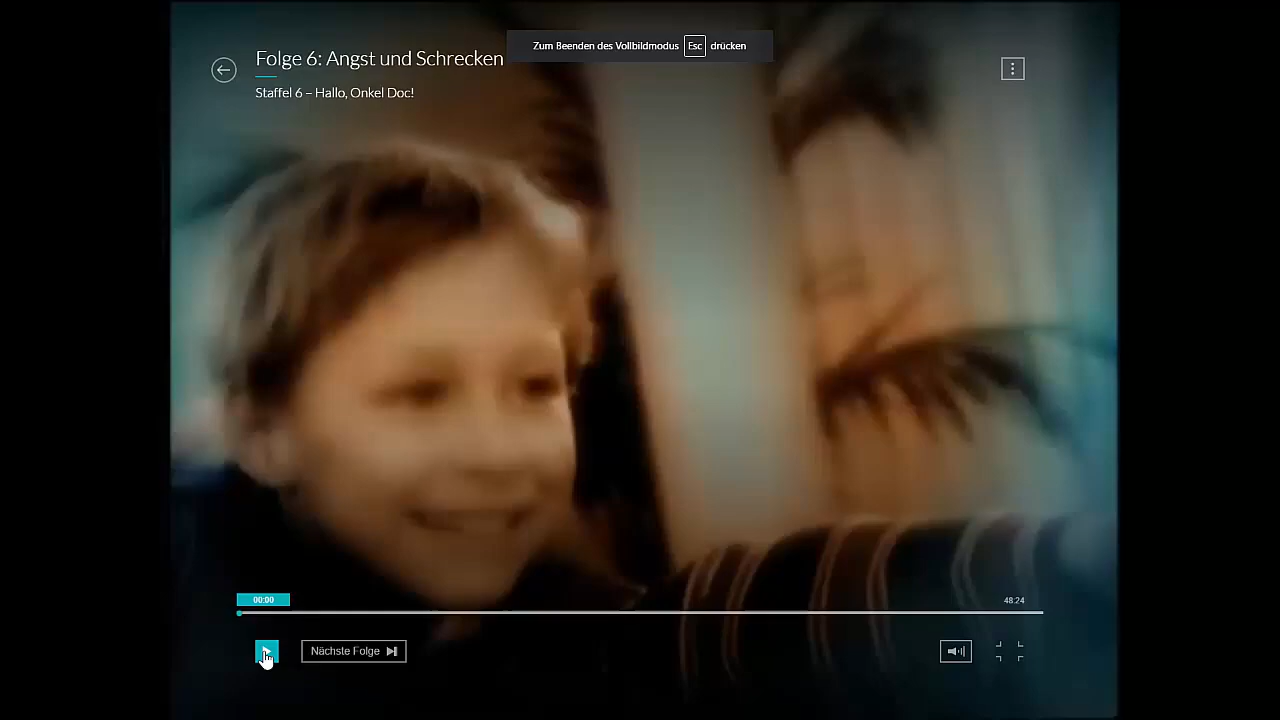 Zum Beenden des Vollbildmodus Esc drücken
Folge 6: Angst und Schrecken
Staffel 6 – Hallo, Onkel Doc!
00:00
48:24
Nächste Folge